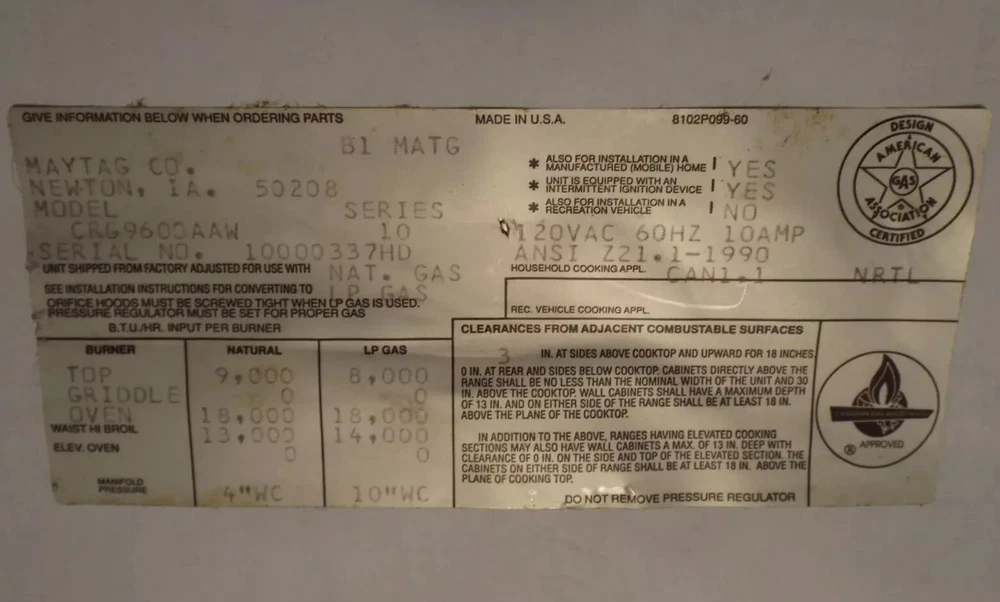 GIVE INFORMATION BELOW WHEN ORDERING PARTS
MADE IN U.S.A.
8102P099-60
B1 MATG
MAYTAG CO.
NEWTON, IA. 50208
MODEL SERIES
CRG9600AAW 10
SERIAL NO. 10000337HD
UNIT SHIPPED FROM FACTORY ADJUSTED FOR USE WITH NAT. GAS
SEE INSTALLATION INSTRUCTIONS FOR CONVERTING TO LP GAS
ORIFICE HOODS MUST BE SCREWED TIGHT WHEN LP GAS IS USED.
PRESSURE REGULATOR MUST BE SET FOR PROPER GAS
* ALSO FOR INSTALLATION IN A
MANUFACTURED (MOBILE) HOME YES
* UNIT IS EQUIPPED WITH AN
INTERMITTENT IGNITION DEVICE YES
* ALSO FOR INSTALLATION IN A
RECREATION VEHICLE NO
120VAC 60HZ 10AMP
ANSI Z21.1-1990
HOUSEHOLD COOKING APPL. CAN1.1 NRTL
REC. VEHICLE COOKING APPL.
DESIGN
AMERICAN
GAS
ASSOCIATION
CERTIFIED
B.T.U./HR. INPUT PER BURNER
BURNER NATURAL LP GAS
TOP 9,000 8,000
GRIDDLE 0 0
OVEN 18,000 18,000
WAIST HI BROIL 13,000 14,000
ELEV. OVEN 0 0
MANIFOLD
PRESSURE 4"WC 10"WC
CLEARANCES FROM ADJACENT COMBUSTABLE SURFACES
3 IN. AT SIDES ABOVE COOKTOP AND UPWARD FOR 18 INCHES
0 IN. AT REAR AND SIDES BELOW COOKTOP. CABINETS DIRECTLY ABOVE THE
RANGE SHALL BE NO LESS THAN THE NOMINAL WIDTH OF THE UNIT AND 30
IN. ABOVE THE COOKTOP. WALL CABINETS SHALL HAVE A MAXIMUM DEPTH
OF 13 IN. AND ON EITHER SIDE OF THE RANGE SHALL BE AT LEAST 18 IN.
ABOVE THE PLANE OF THE COOKTOP.
IN ADDITION TO THE ABOVE, RANGES HAVING ELEVATED COOKING
SECTIONS MAY ALSO HAVE WALL CABINETS A MAX. OF 13 IN. DEEP WITH
CLEARANCE OF 0 IN. ON THE SIDE AND TOP OF THE ELEVATED SECTION. THE
CABINETS ON EITHER SIDE OF RANGE SHALL BE AT LEAST 18 IN. ABOVE THE
PLANE OF COOKING TOP.
DO NOT REMOVE PRESSURE REGULATOR
® APPROVED